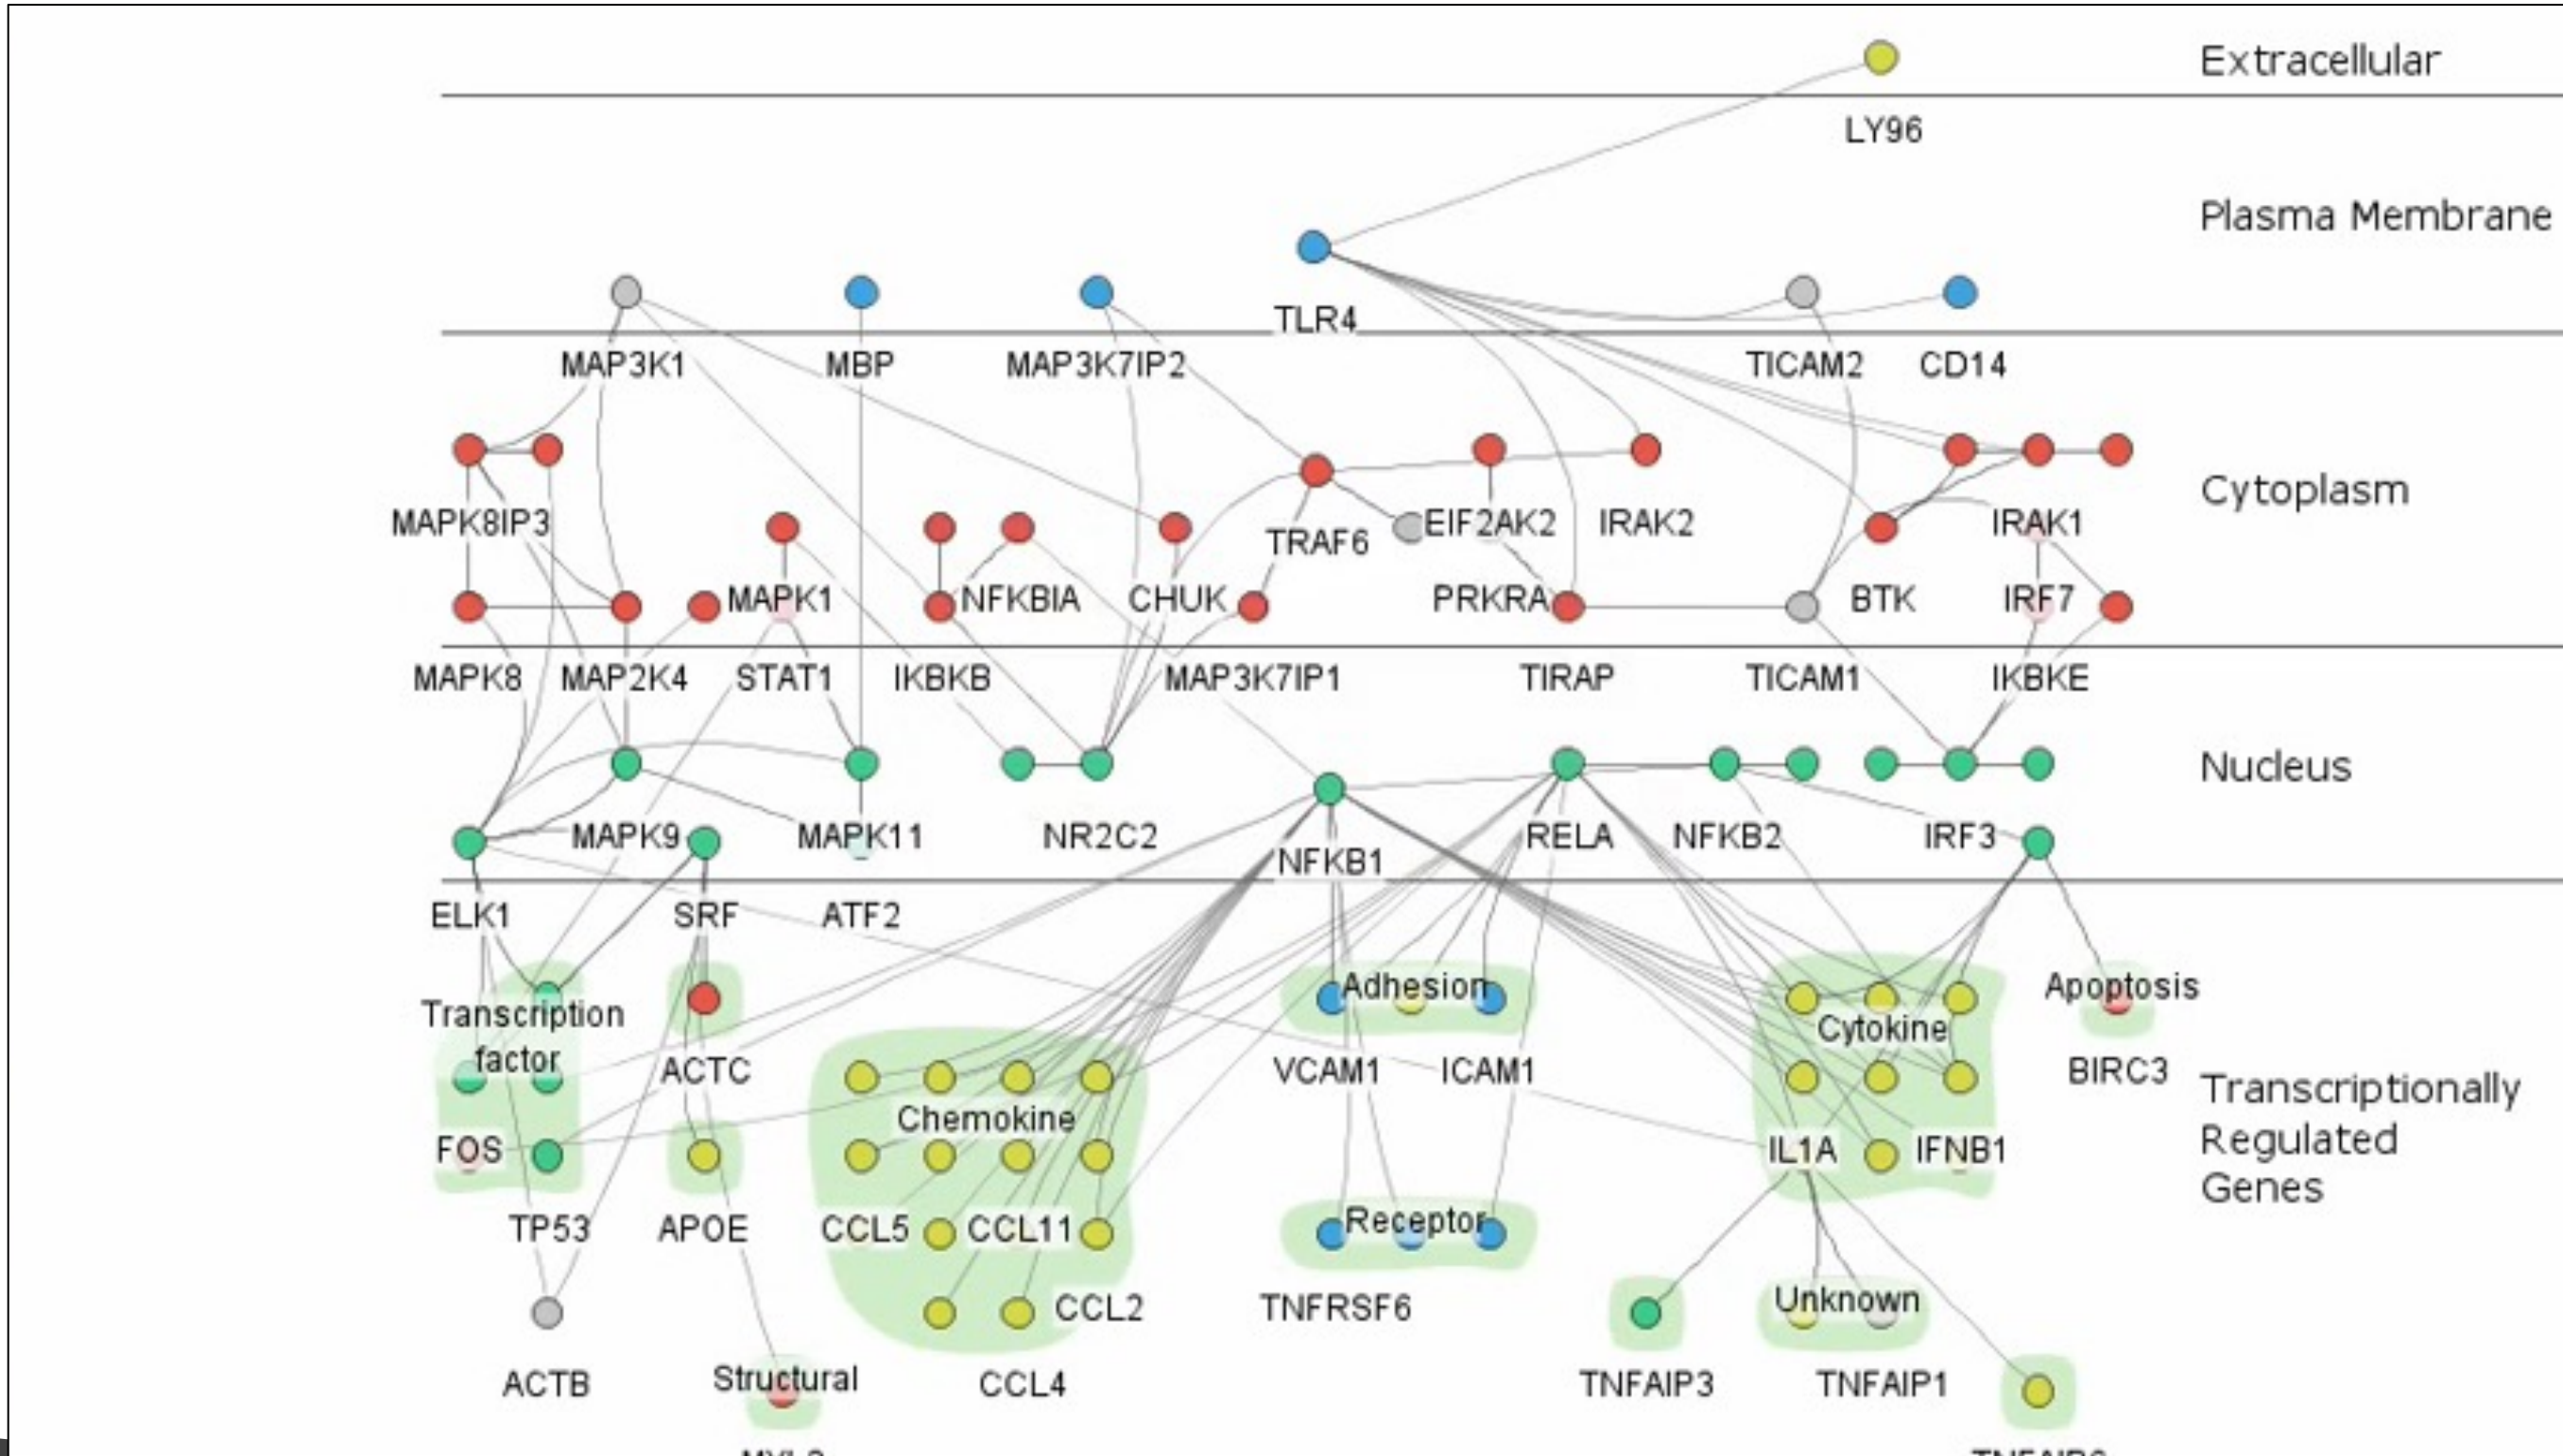 Extracellular
LY96
Plasma Membrane
TLR4
MAP3K1
MBP
MAP3K7IP2
TICAM2
CD14
Cytoplasm
MAPK8IP3
TRAF6
EIF2AK2
IRAK2
IRAK1
MAPK1
NFKBIA
CHUK
PRKRA
BTK
IRF7
MAPK8
MAP2K4
STAT1
IKBKB
MAP3K7IP1
TIRAP
TICAM1
IKBKE
Nucleus
MAPK9
MAPK11
NR2C2
NFKB1
RELA
NFKB2
IRF3
ELK1
SRF
ATF2
Transcription
factor
Adhesion
Cytokine
Apoptosis
ACTC
VCAM1
ICAM1
BIRC3
Transcriptionally
Regulated
Genes
Chemokine
FOS
IL1A
IFNB1
TP53
APOE
CCL5
CCL11
Receptor
CCL2
TNFRSF6
Unknown
ACTB
Structural
CCL4
TNFAIP3
TNFAIP1